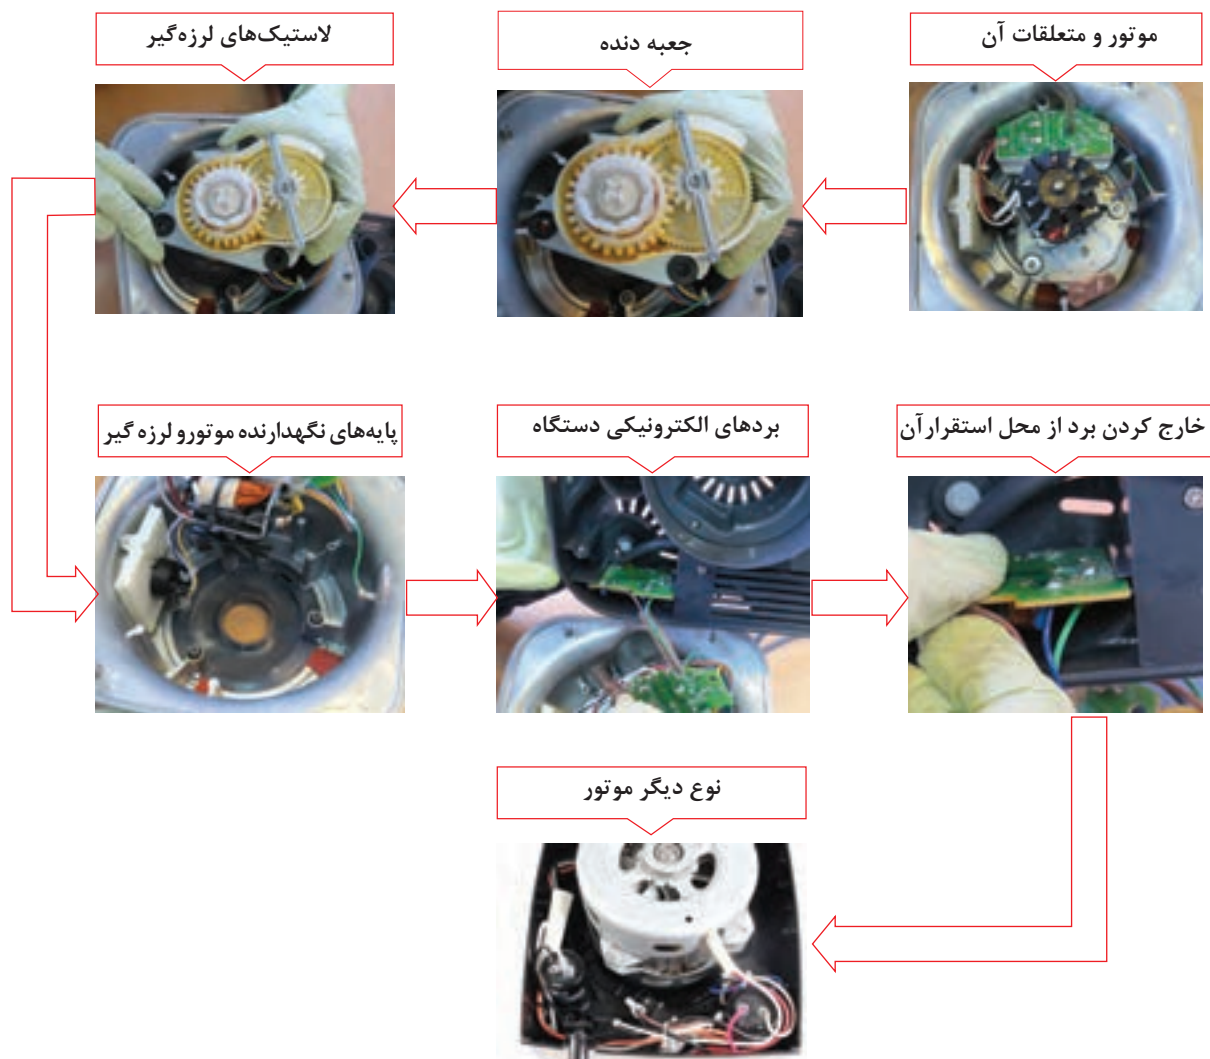 موتور و متعلقات آن
جعبه دنده
لاستیک‌های لرزه‌گیر
پایه‌های نگهدارنده موتورو لرزه گیر
بردهای الکترونیکی دستگاه
خارج کردن برد از محل استقرارآن
نوع دیگر موتور